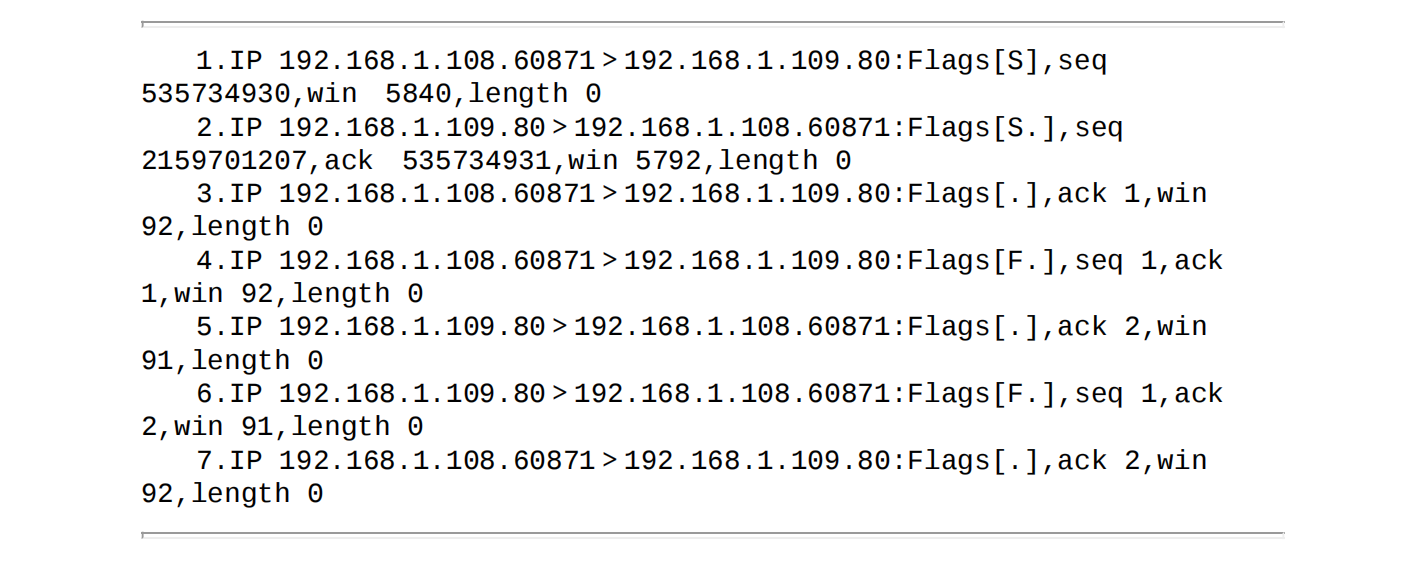 1.IP 192.168.1.108.60871＞192.168.1.109.80:Flags[S],seq
535734930,win 5840,length 0
2.IP 192.168.1.109.80＞192.168.1.108.60871:Flags[S.],seq
2159701207,ack 535734931,win 5792,length 0
3.IP 192.168.1.108.60871＞192.168.1.109.80:Flags[.],ack 1,win
92,length 0
4.IP 192.168.1.108.60871＞192.168.1.109.80:Flags[F.],seq 1,ack
1,win 92,length 0
5.IP 192.168.1.109.80＞192.168.1.108.60871:Flags[.],ack 2,win
91,length 0
6.IP 192.168.1.109.80＞192.168.1.108.60871:Flags[F.],seq 1,ack
2,win 91,length 0
7.IP 192.168.1.108.60871＞192.168.1.109.80:Flags[.],ack 2,win
92,length 0